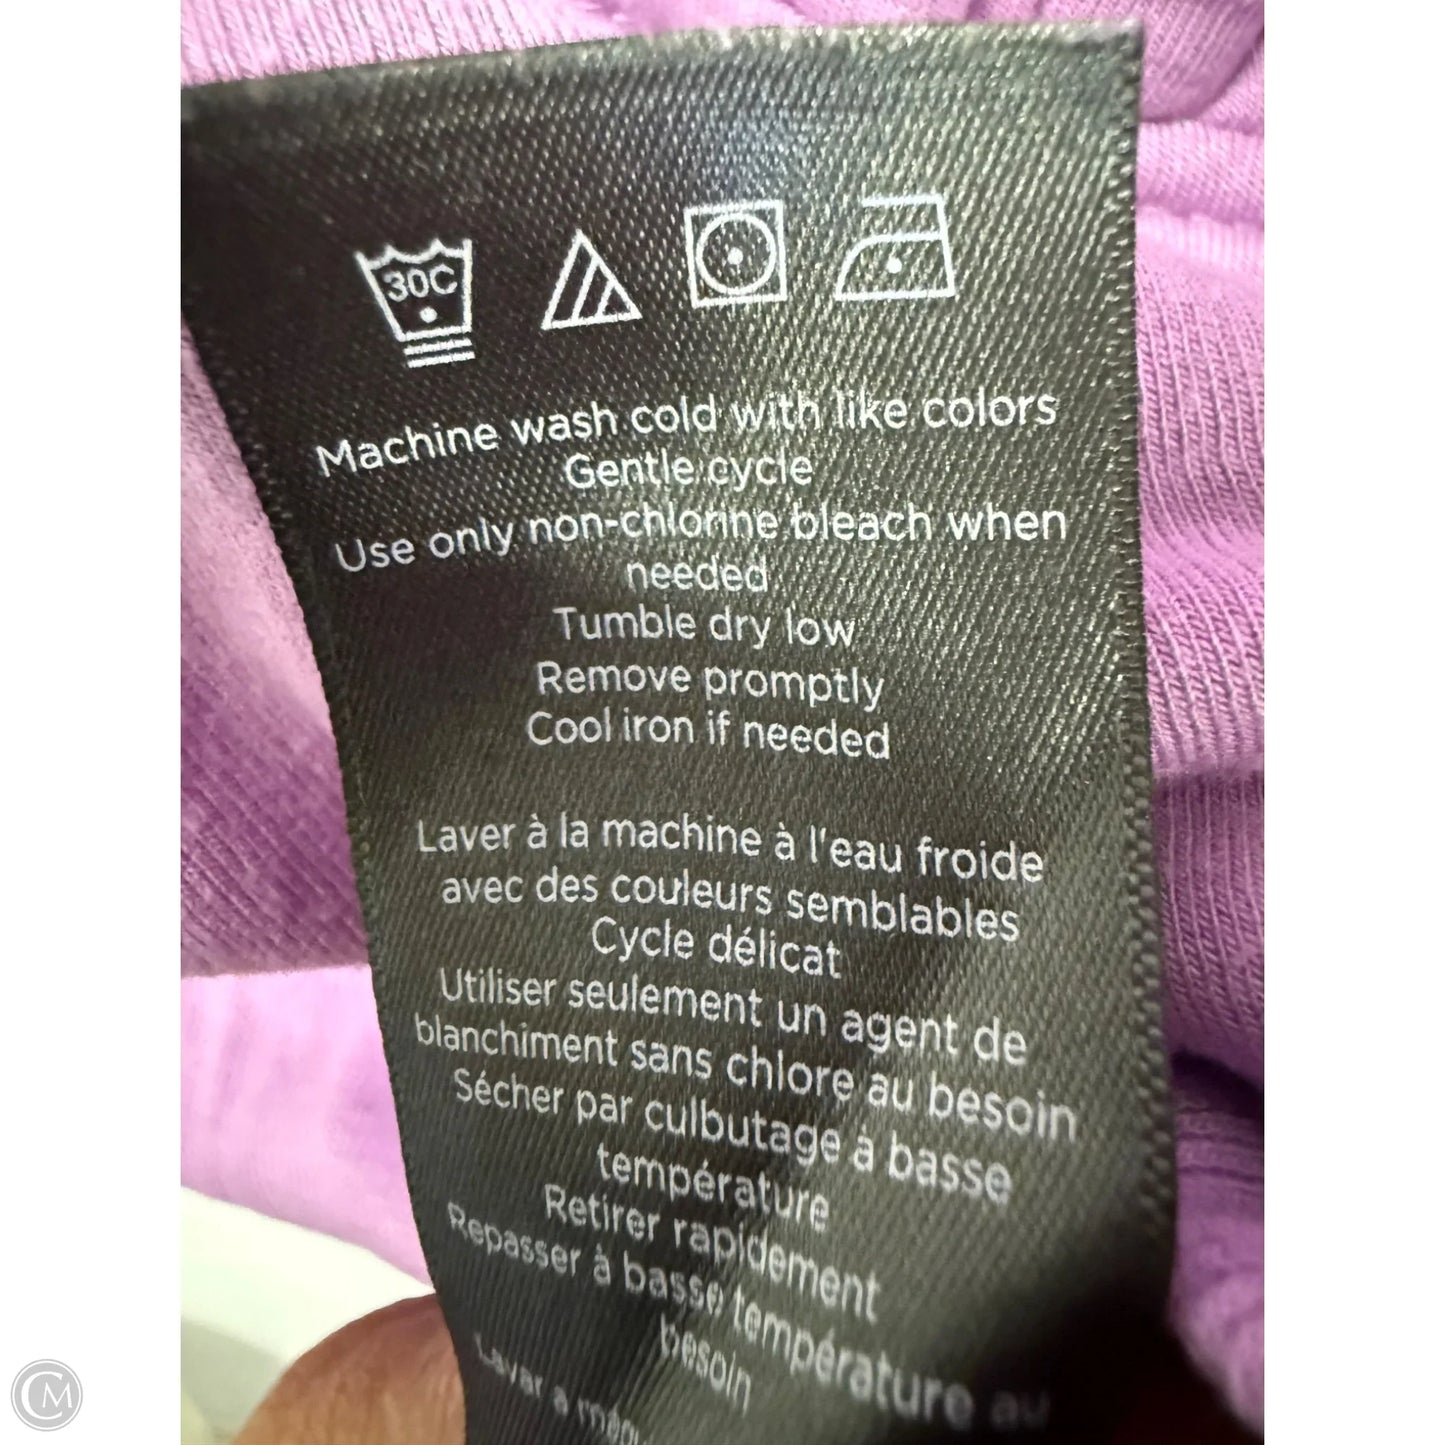 30C
Machine wash cold with like colors
Gentle cycle
Use only non-chlorine bleach when
needed
Tumble dry low
Remove promptly
Cool iron if needed
Laver à la machine à l'eau froide
avec des couleurs semblables
Cycle délicat
Utiliser seulement un agent de
blanchiment sans chlore au besoin
Sécher par culbutage à basse
température
Retirer rapidement
Repasser à basse température au
besoin
Lavar a
CM